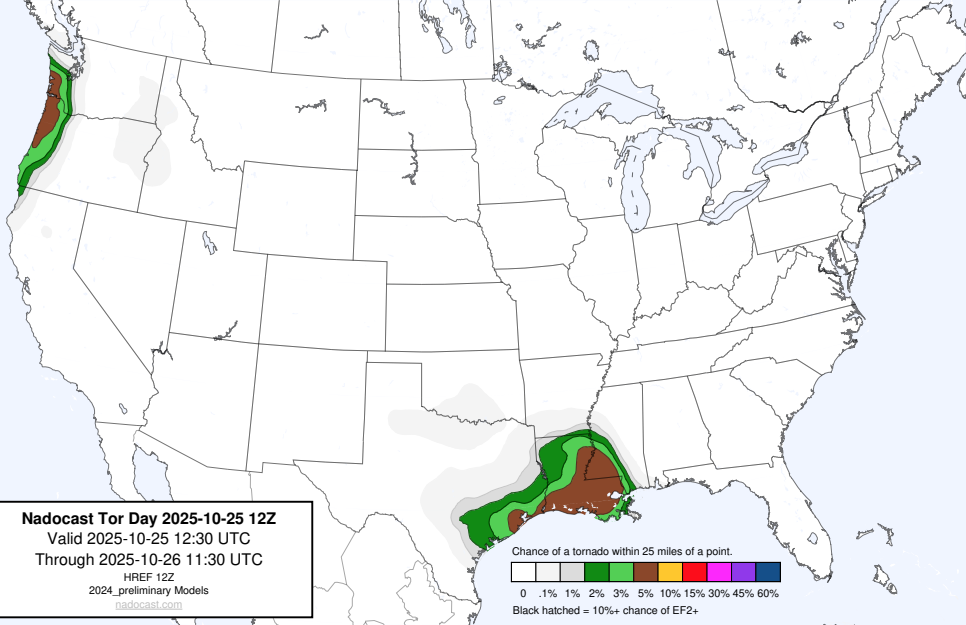 Nadocast Tor Day 2025-10-25 12Z
Valid 2025-10-25 12:30 UTC
Through 2025-10-26 11:30 UTC
HREF 12Z
2024_preliminary Models
nadocast.com
Chance of a tornado within 25 miles of a point.
0 .1% 1% 2% 3% 5% 10% 15% 30% 45% 60%
Black hatched = 10%+ chance of EF2+